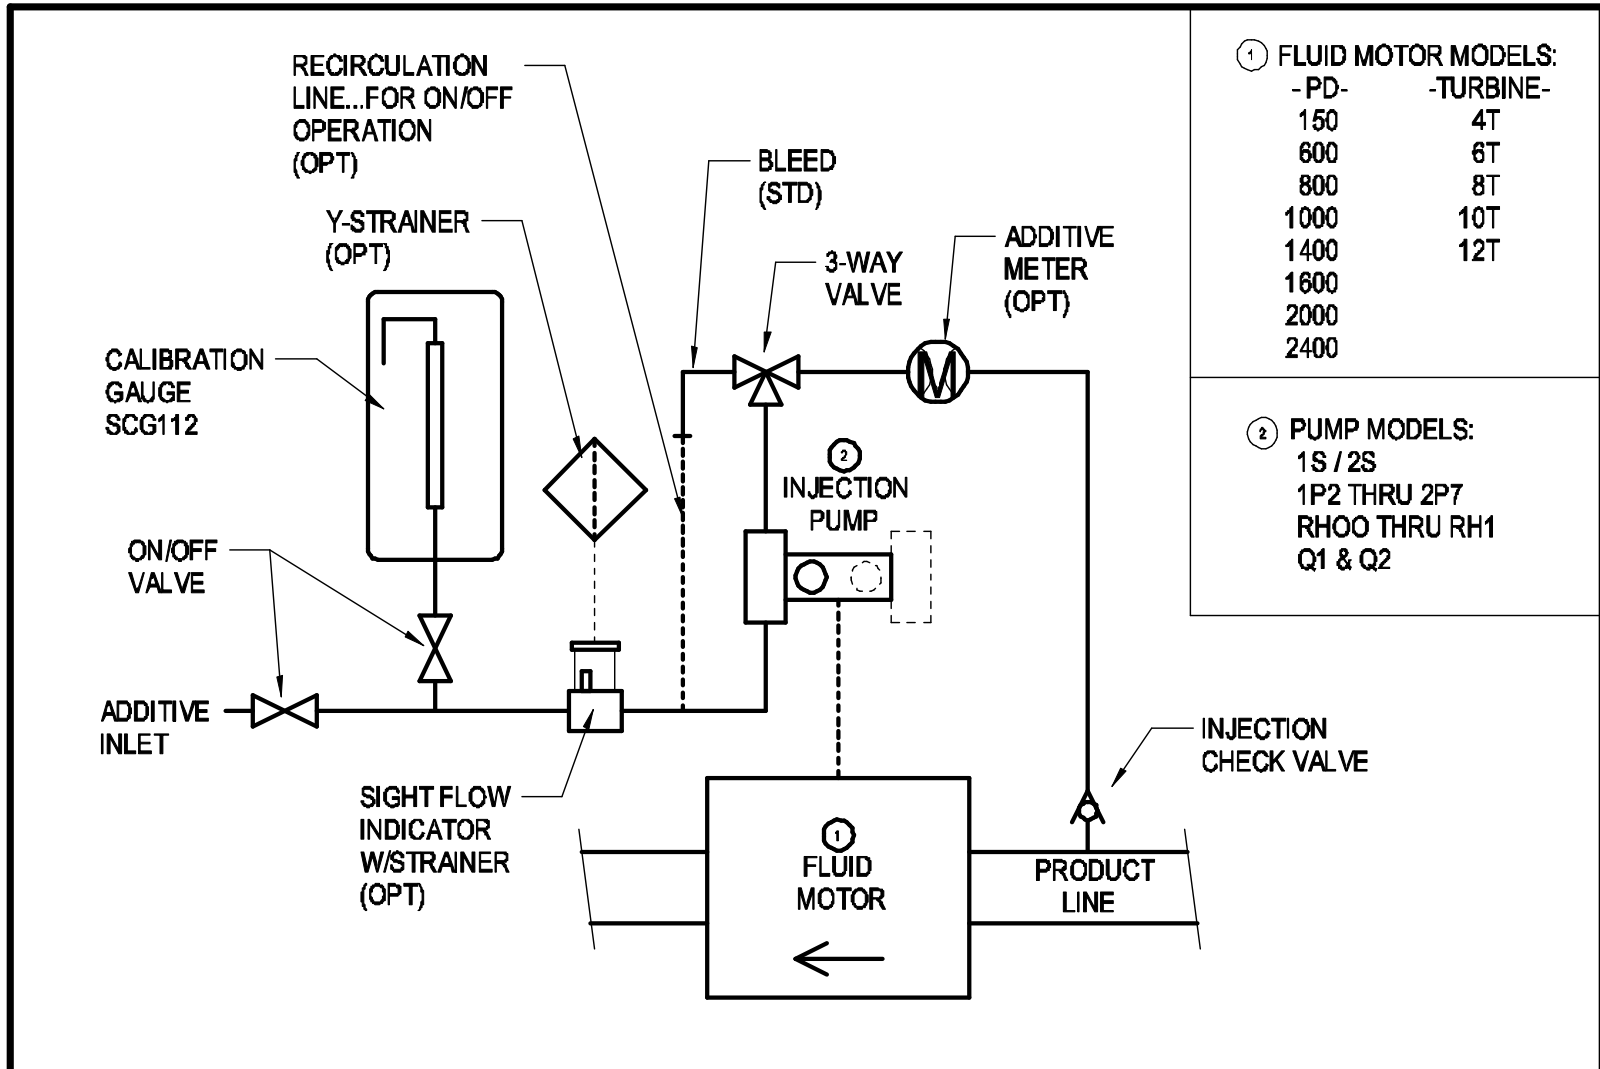 RECIRCULATION
LINE...FOR ON/OFF
OPERATION
(OPT)
BLEED
(STD)
Y-STRAINER
(OPT)
3-WAY
VALVE
ADDITIVE
METER
(OPT)
CALIBRATION
GAUGE
SCG112
M
2
INJECTION
PUMP
ON/OFF
VALVE
ADDITIVE
INLET
SIGHT FLOW
INDICATOR
W/STRAINER
(OPT)
INJECTION
CHECK VALVE
1
FLUID
MOTOR
PRODUCT
LINE
1 FLUID MOTOR MODELS:
-PD- -TURBINE-
150 4T
600 6T
800 8T
1000 10T
1400 12T
1600
2000
2400
2 PUMP MODELS:
1S / 2S
1P2 THRU 2P7
RHOO THRU RH1
Q1 & Q2